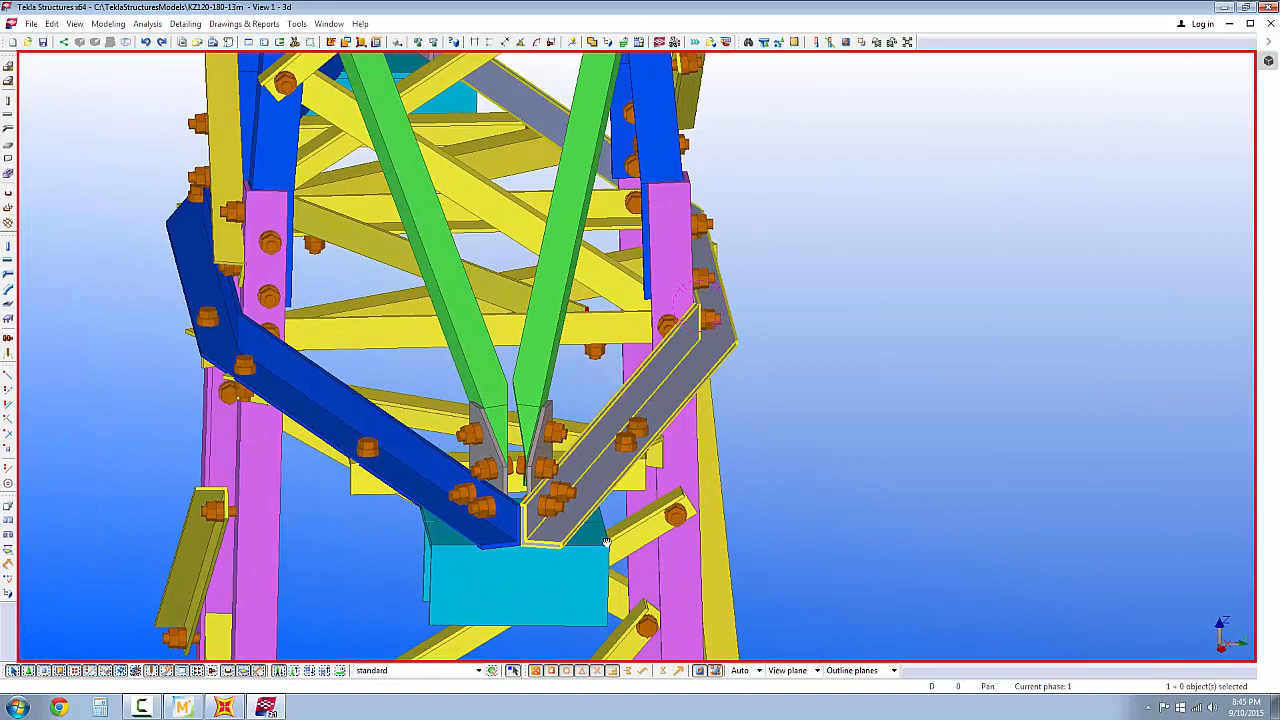 Tekla Structures x64 - C:\TeklaStructuresModels\KZ120-180-13m - View 1 - 3d
File Edit View Modeling Analysis Detailing Drawings & Reports Tools Window Help
Log in
Z
standard
Auto
View plane
Outline planes
D 0 Pan Current phase: 1 1 + 0 object(s) selected
8:45 PM
9/10/2015